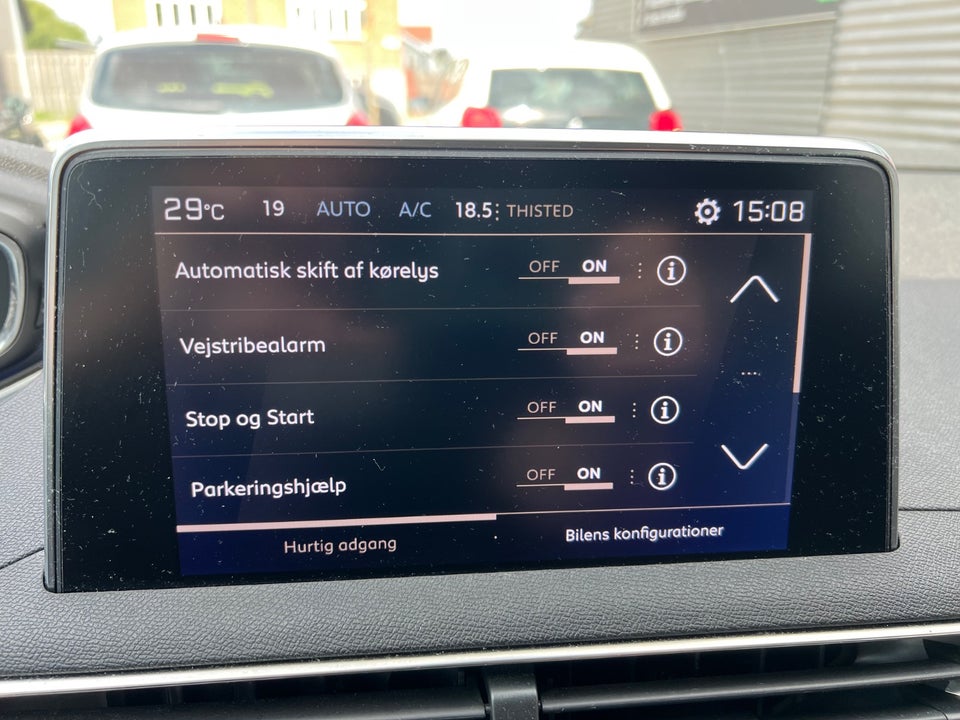 29°C 19 AUTO A/C 18.5 THISTED 15:08
Automatisk skift af kørelys OFF ON
Vejstribealarm OFF ON
Stop og Start OFF ON
Parkeringshjælp OFF ON
Hurtig adgang Bilens konfigurationer